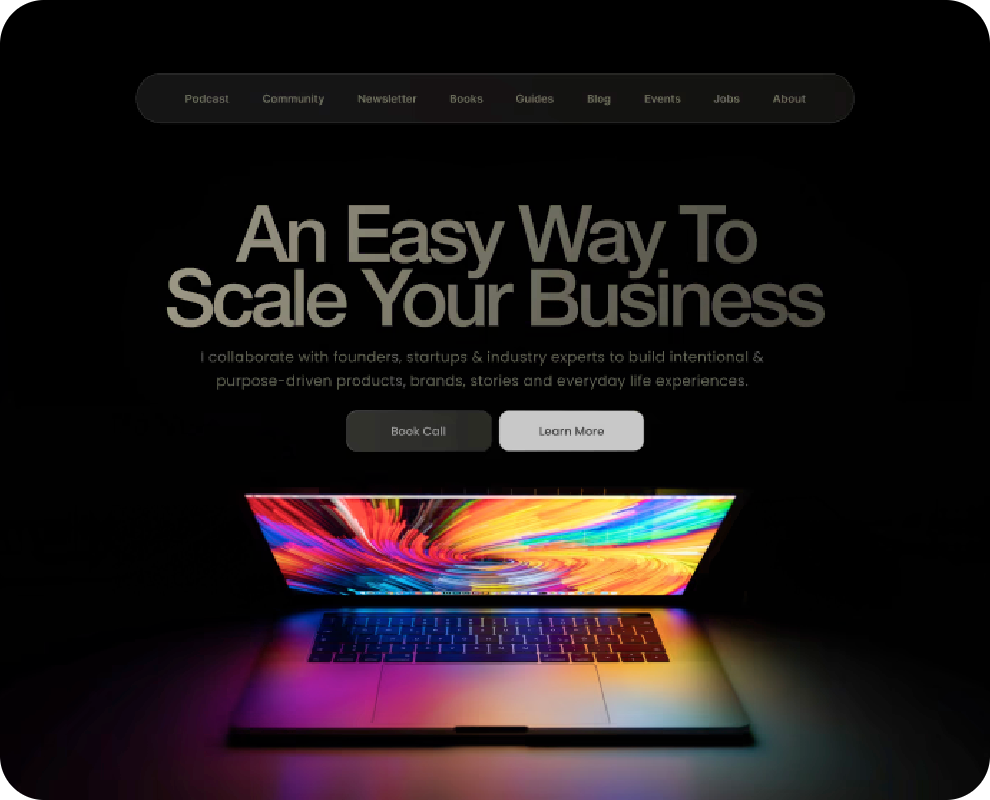 Podcast Community Newsletter Books Guides Blog Events Jobs About
An Easy Way To
Scale Your Business
I collaborate with founders, startups & industry experts to build intentional &
purpose-driven products, brands, stories and everyday life experiences.
Book Call Learn More